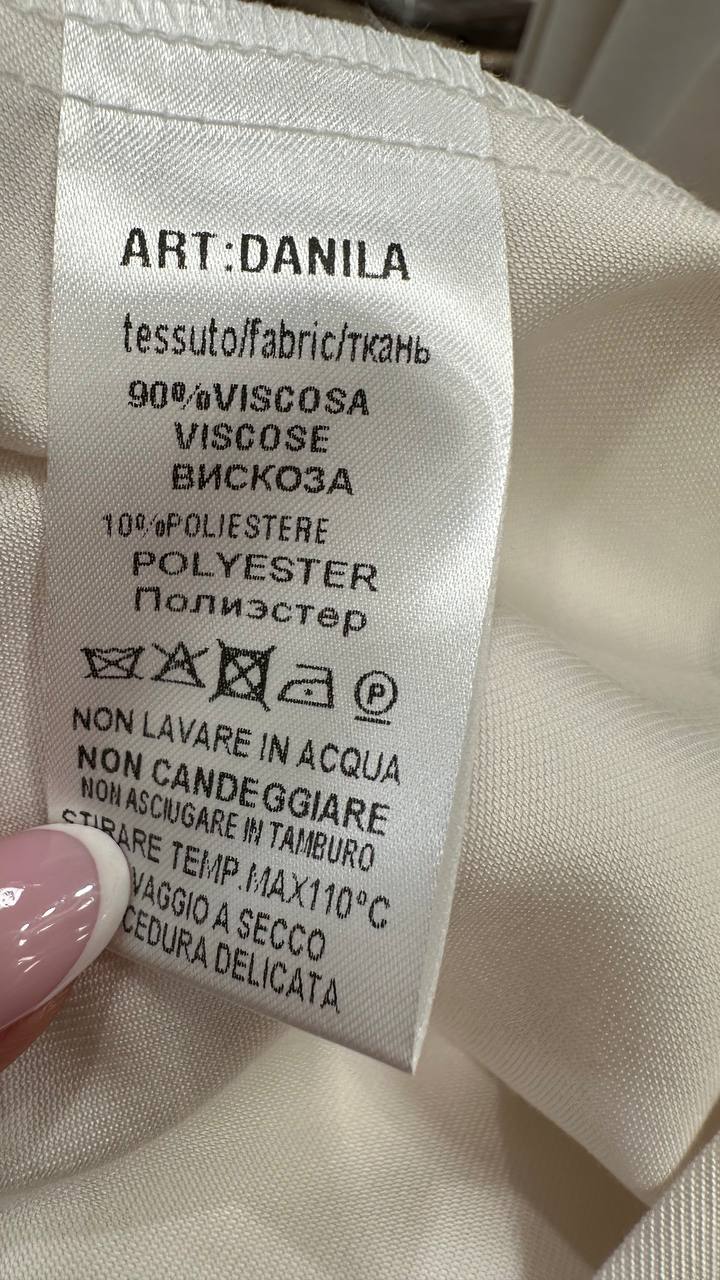 ART:DANILA
tessuto/fabric/ткань
90%VISCOSA
VISCOSE
ВИСКОЗА
10%POLIESTERE
POLYESTER
Полиэстер
P
NON LAVARE IN ACQUA
NON CANDEGGIARE
NON ASCIUGARE IN TAMBURO
STIRARE TEMP.MAX110°C
A SECCO
DELICATA